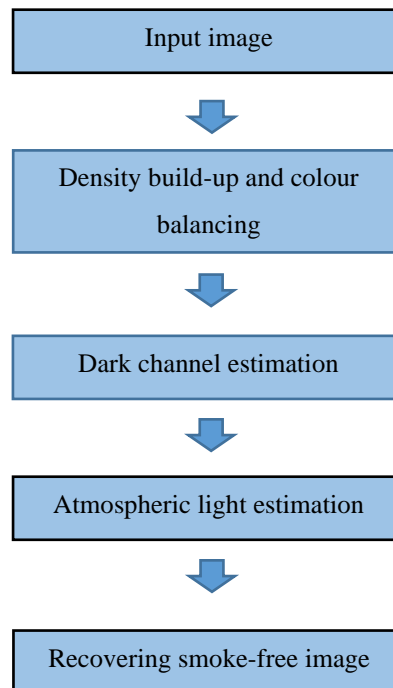 Input image
Density build-up and colour
balancing
Dark channel estimation
Atmospheric light estimation
Recovering smoke-free image